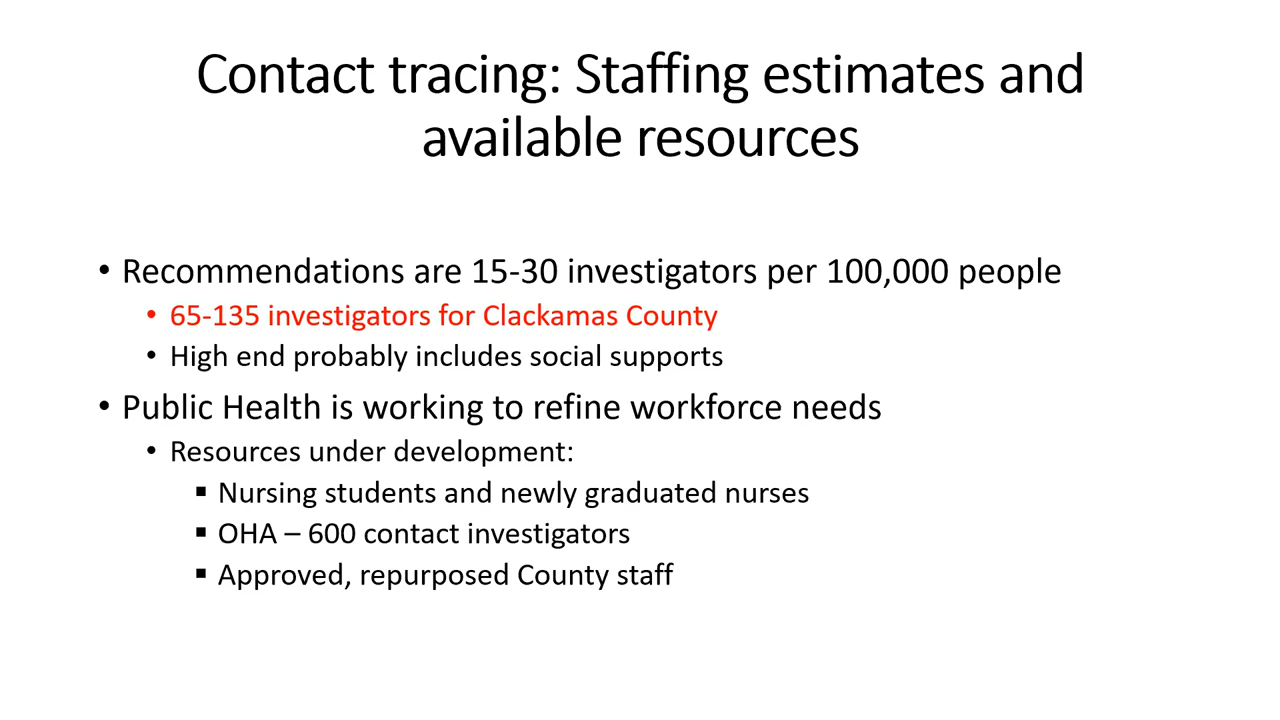 Contact tracing: Staffing estimates and
available resources
• Recommendations are 15-30 investigators per 100,000 people
• 65-135 investigators for Clackamas County
• High end probably includes social supports
• Public Health is working to refine workforce needs
• Resources under development:
▪ Nursing students and newly graduated nurses
▪ OHA – 600 contact investigators
▪ Approved, repurposed County staff